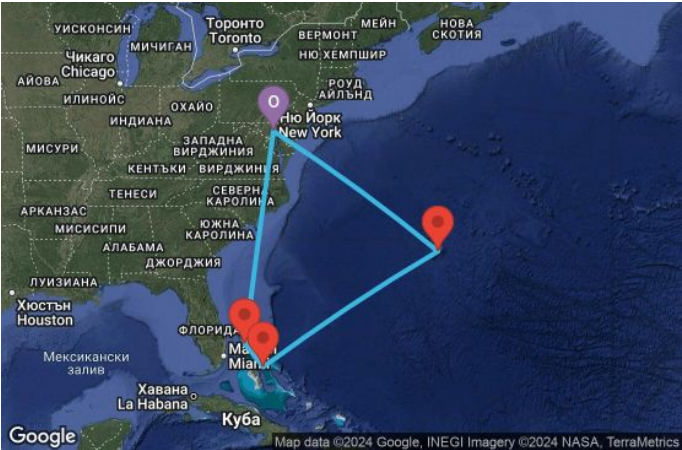 УИСКОНСИН
МИЧИГАН
Торонто
Toronto
ВЕРМОНТ
МЕЙН
НОВА
СКОТИЯ
НЮ ХЕМПШИР
Чикаго
Chicago
АЙОВА
РОУД
АЙЛЪНД
ИЛИНОЙС
ОХАЙО
O
Ню Йорк
New York
ИНДИАНА
ЗАПАДНА
ВИРДЖИНИЯ
МИСУРИ
КЕНТЪКИ
ВИРДЖИНИЯ
ТЕНЕСИ
СЕВЕРНА
КАРОЛИНА
АРКАНЗАС
МИСИСИПИ
ЮЖНА
КАРОЛИНА
АЛАБАМА
ДЖОРДЖИЯ
ЛУИЗИАНА
Хюстън
Houston
ФЛОРИДА
Miami
Мексикански
залив
Хавана
La Habana
Куба
Google
Map data ©2024 Google, INEGI Imagery ©2024 NASA, TerraMetrics